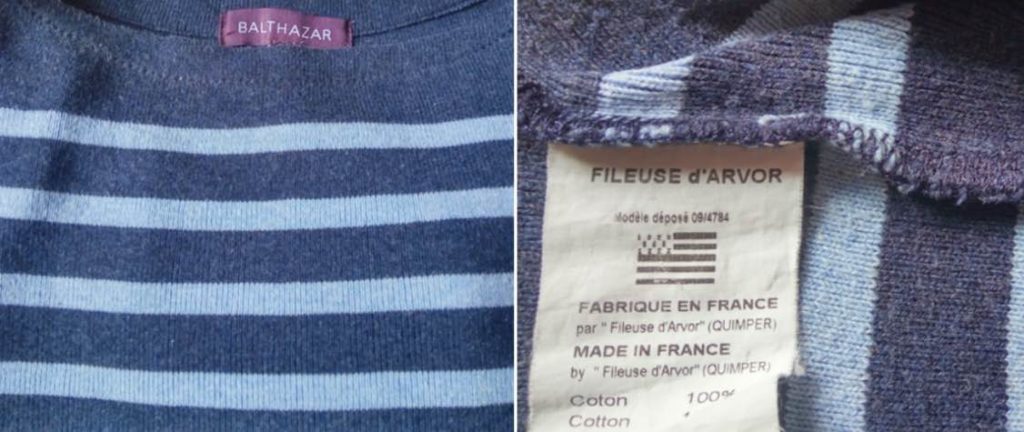 BALTHAZAR
FILEUSE d'ARVOR
Modèle déposé 09/4784
FABRIQUE EN FRANCE
par " Fileuse d'Arvor" (QUIMPER)
MADE IN FRANCE
by " Fileuse d'Arvor" (QUIMPER)
Coton 100%
Cotton